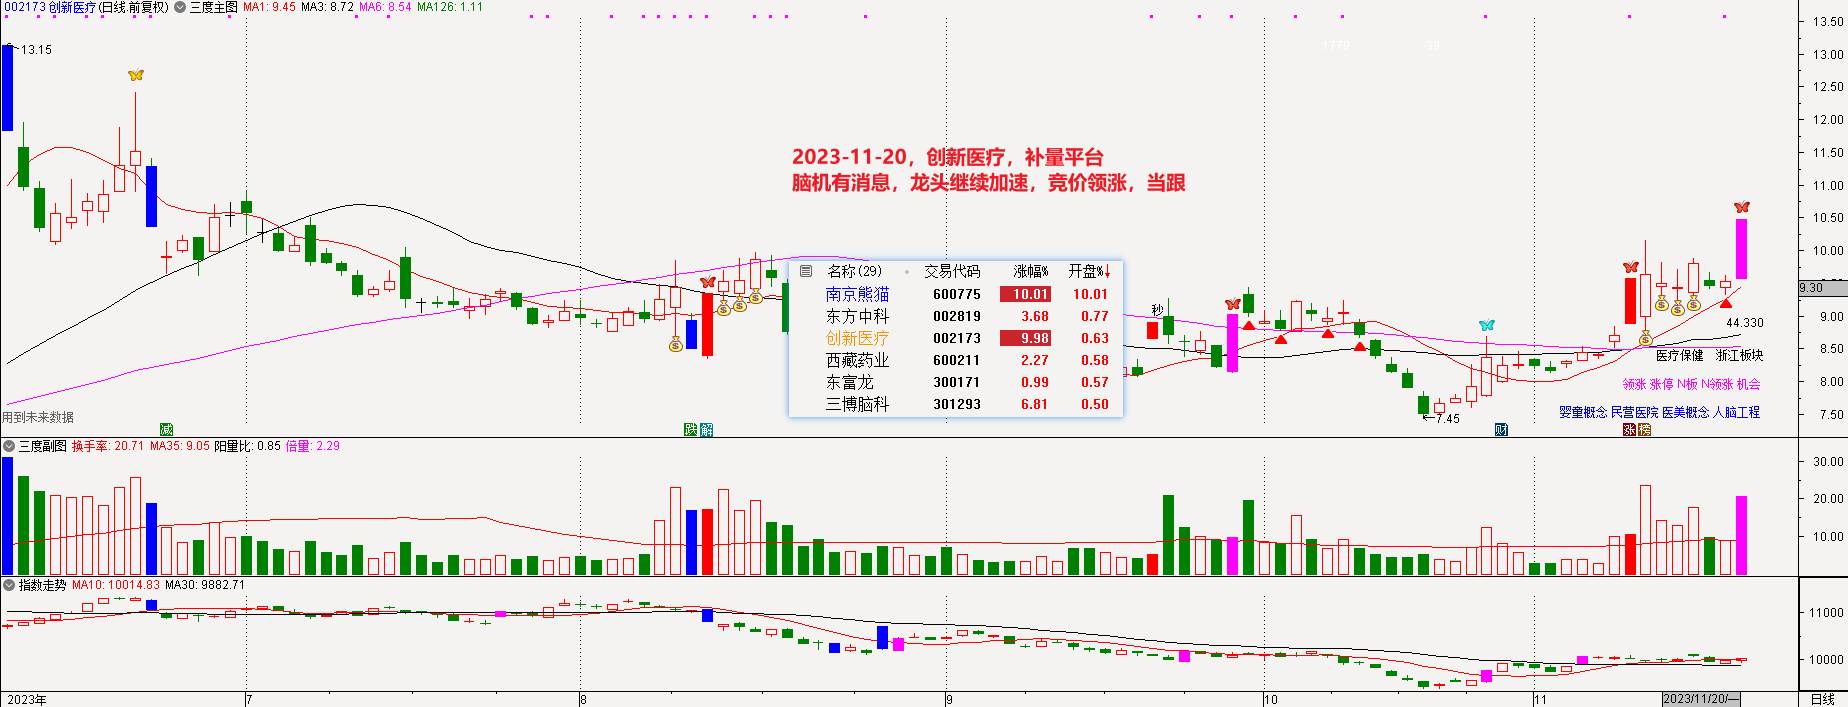 002173 创新医疗(日线.前复权) 三度主图 MA1: 9.45 MA3: 8.72 MA6: 8.54 MA126: 1.11
13.50
1779 39
13.15
13.00
12.50
12.00
11.50
2023-11-20，创新医疗，补量平台
脑机有消息，龙头继续加速，竞价领涨，当跟
11.00
10.50
10.00
名称(29) 交易代码 涨幅% 开盘%↓
南京熊猫 600775 10.01 10.01
东方中科 002819 3.68 0.77
创新医疗 002173 9.98 0.63
西藏药业 600211 2.27 0.58
东富龙 300171 0.99 0.57
三博脑科 301293 6.81 0.50
9.30
秒
9.00
44.330
8.50
医疗保健 浙江板块
8.00
领涨 涨停 N板 N领涨 机会
婴童概念 民营医院 医美概念 人脑工程
7.50
←7.45
用到未来数据
减 跌 解 财 涨 榜
三度副图 换手率: 20.71 MA35: 9.05 阳量比: 0.85 倍量: 2.29
30.00
20.00
10.00
指数走势 MA10: 10014.83 MA30: 9882.71
11000
10000
2023年 7 8 9 10 11 2023/11/20/一 日线